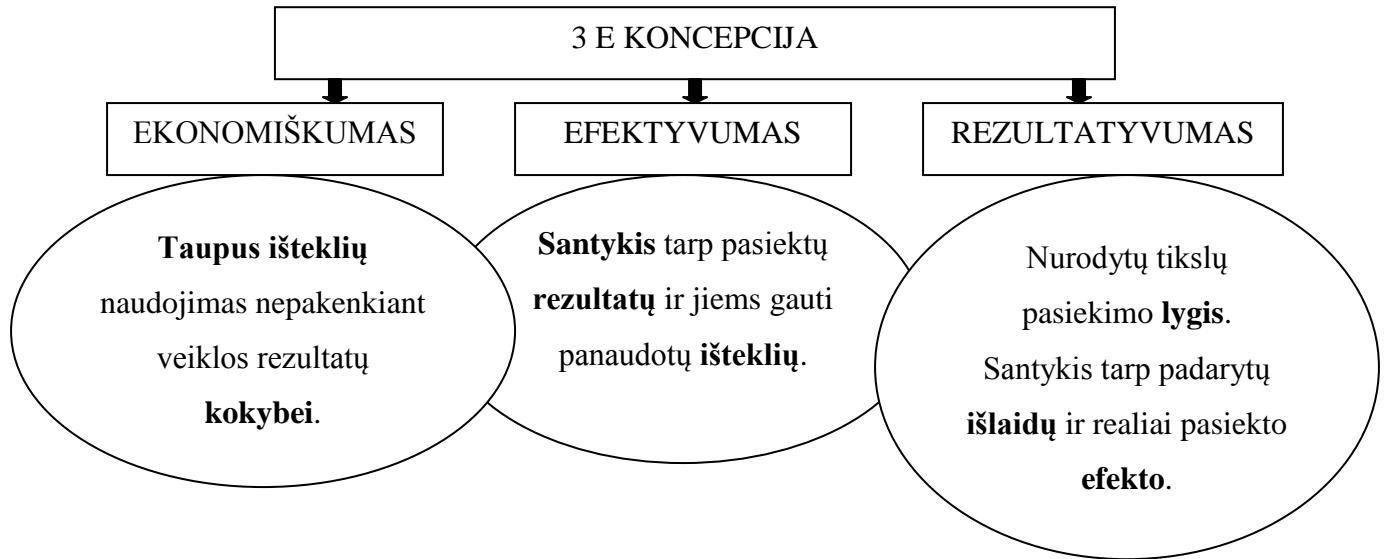 3 E KONCEPCIJA
EKONOMIŠKUMAS
EFEKTYVUMAS
REZULTATYVUMAS
Taupus išteklių
naudojimas nepakenkiant
veiklos rezultatų
kokybei.
Santykis tarp pasiektų
rezultatų ir jiems gauti
panaudotų išteklių.
Nurodytų tikslų
pasiekimo lygis.
Santykis tarp padarytų
išlaidų ir realiai pasiekto
efekto.